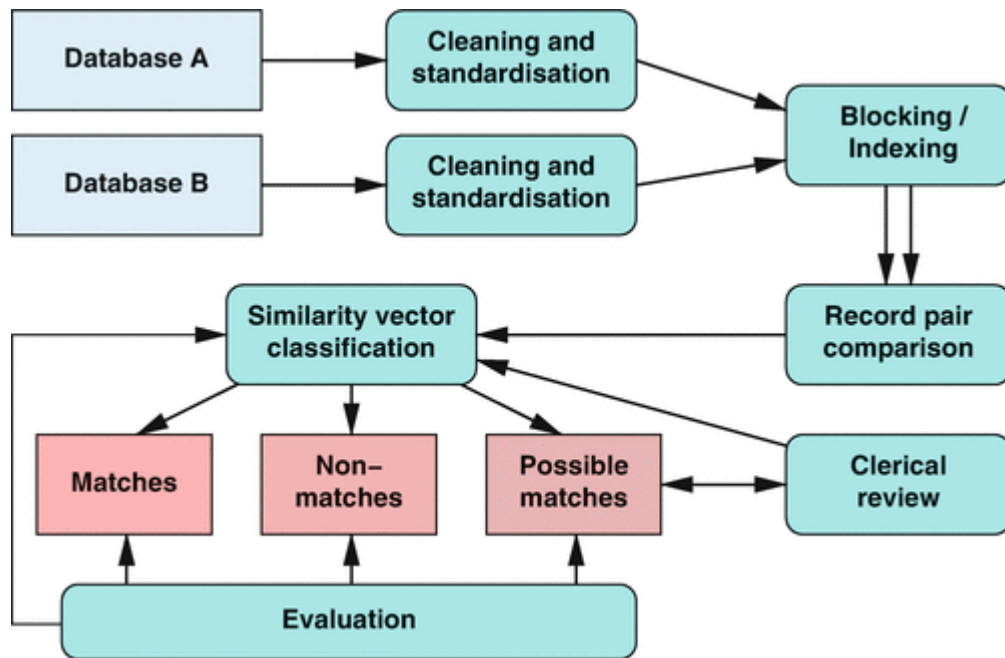 Database A
Cleaning and
standardisation
Blocking /
Indexing
Database B
Cleaning and
standardisation
Similarity vector
classification
Record pair
comparison
Matches
Non−
matches
Possible
matches
Clerical
review
Evaluation